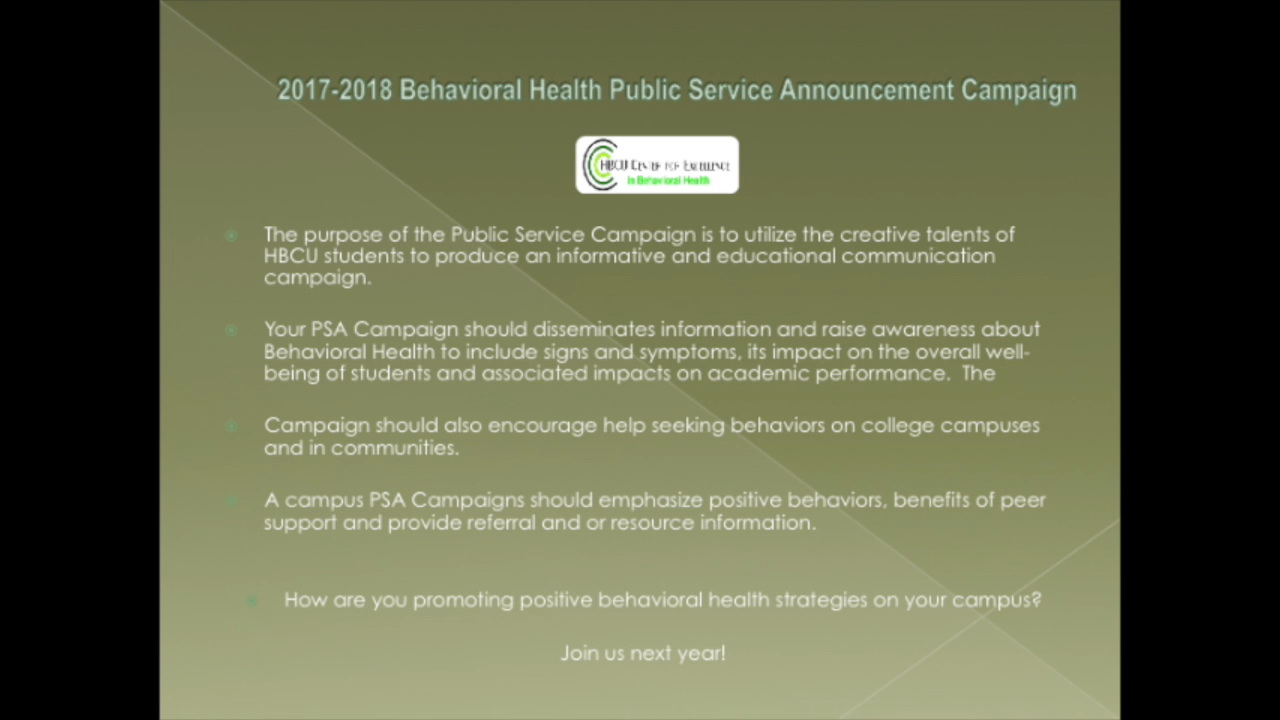 2017-2018 Behavioral Health Public Service Announcement Campaign
HBCU CENTER FOR EXCELLENCE
in Behavioral Health
The purpose of the Public Service Campaign is to utilize the creative talents of
HBCU students to produce an informative and educational communication
campaign.
Your PSA Campaign should disseminates information and raise awareness about
Behavioral Health to include signs and symptoms, its impact on the overall well-
being of students and associated impacts on academic performance.  The
Campaign should also encourage help seeking behaviors on college campuses
and in communities.
A campus PSA Campaigns should emphasize positive behaviors, benefits of peer
support and provide referral and or resource information.
How are you promoting positive behavioral health strategies on your campus?
Join us next year!